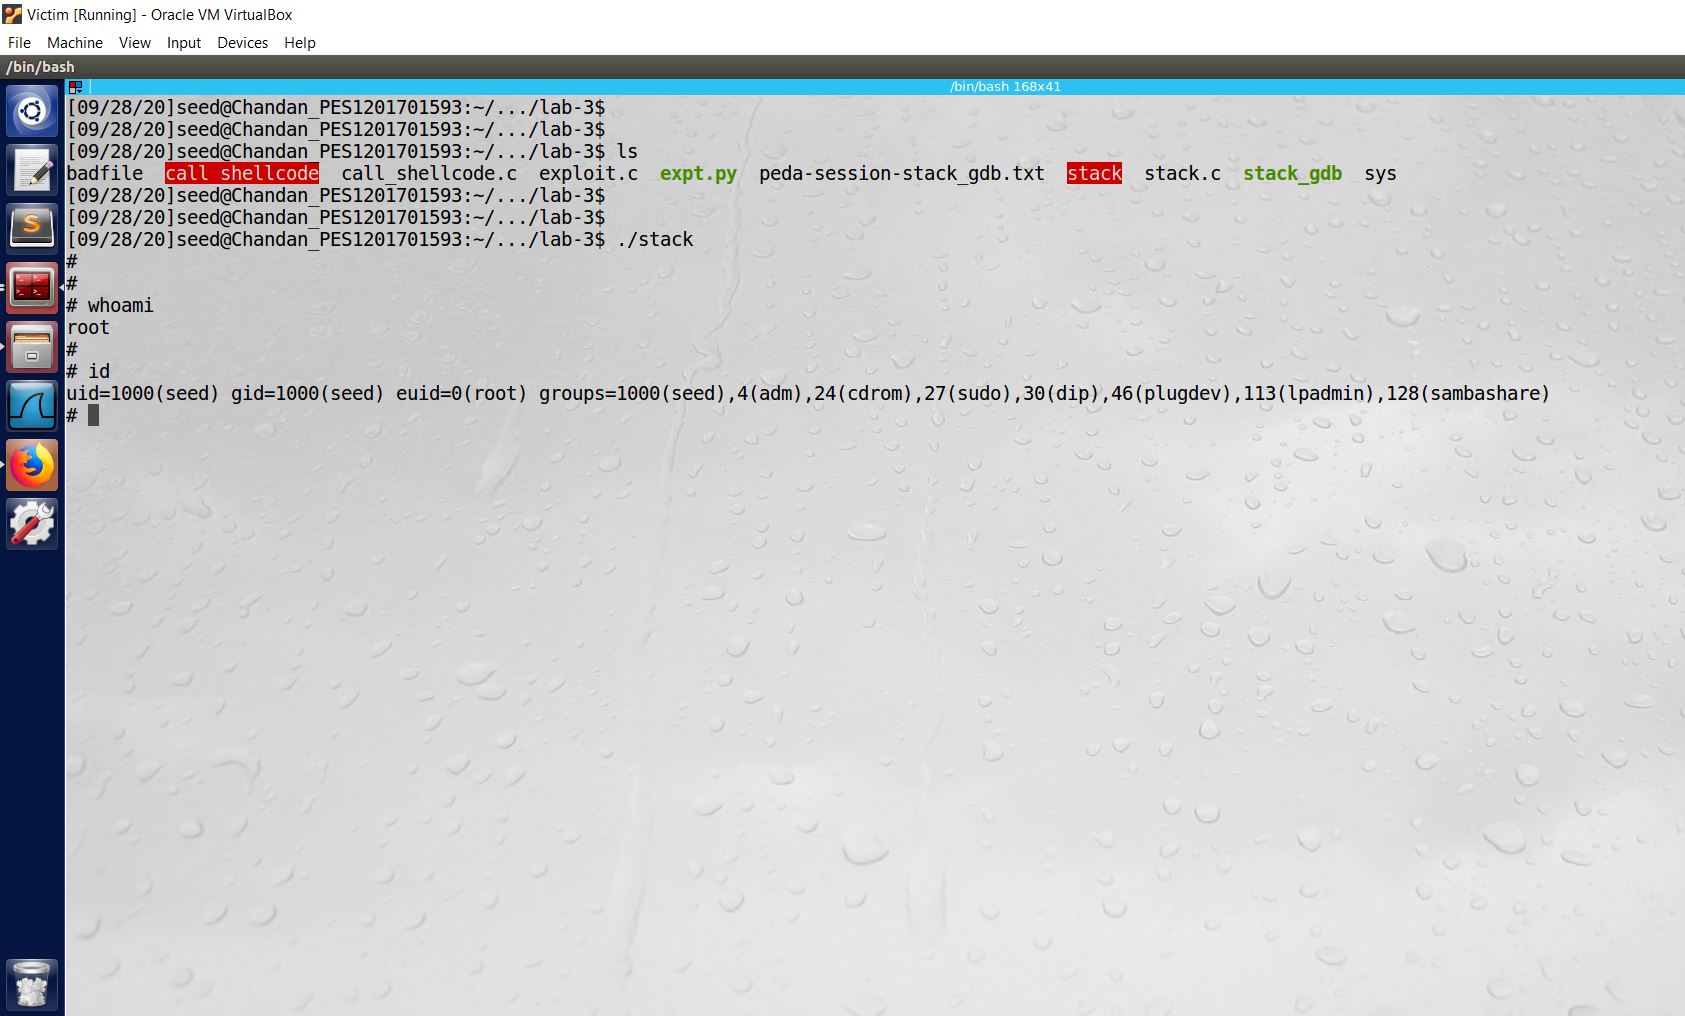 Victim [Running] - Oracle VM VirtualBox
File Machine View Input Devices Help
/bin/bash
/bin/bash 168x41
[09/28/20]seed@Chandan_PES1201701593:~/.../lab-3$
[09/28/20]seed@Chandan_PES1201701593:~/.../lab-3$
[09/28/20]seed@Chandan_PES1201701593:~/.../lab-3$ ls
badfile call_shellcode call_shellcode.c exploit.c expt.py peda-session-stack_gdb.txt stack stack.c stack_gdb sys
[09/28/20]seed@Chandan_PES1201701593:~/.../lab-3$
[09/28/20]seed@Chandan_PES1201701593:~/.../lab-3$
[09/28/20]seed@Chandan_PES1201701593:~/.../lab-3$ ./stack
#
#
# whoami
root
#
# id
uid=1000(seed) gid=1000(seed) euid=0(root) groups=1000(seed),4(adm),24(cdrom),27(sudo),30(dip),46(plugdev),113(lpadmin),128(sambashare)
#